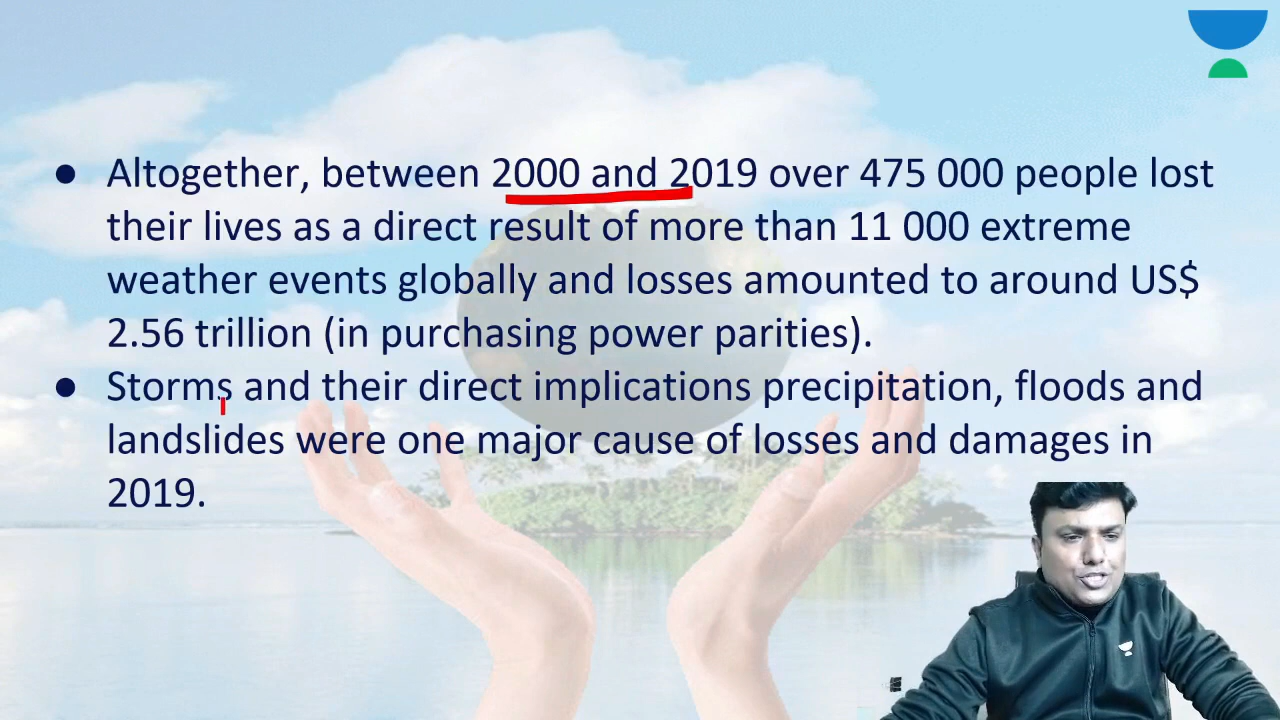 ● Altogether, between 2000 and 2019 over 475 000 people lost
their lives as a direct result of more than 11 000 extreme
weather events globally and losses amounted to around US$
2.56 trillion (in purchasing power parities).
● Storms and their direct implications precipitation, floods and
landslides were one major cause of losses and damages in
2019.